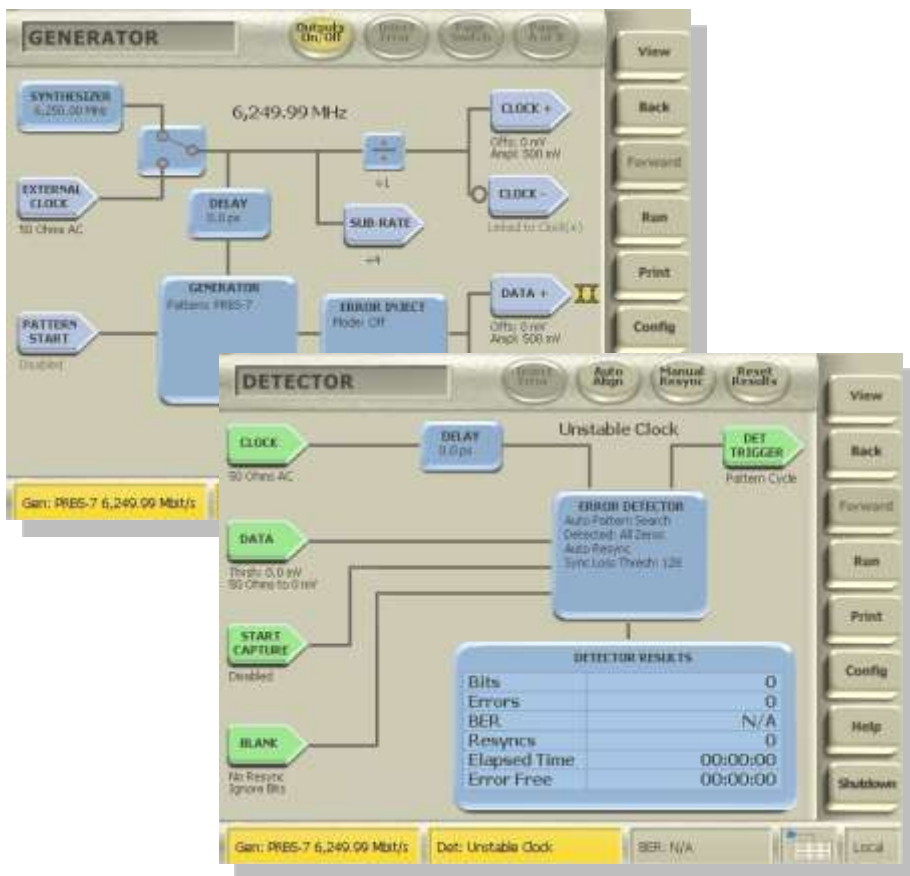 GENERATOR
Outputs
On/Off
Insert
Error
Page
Switch
View
SYNTHESIZER
6,250.00 MHz
6,249.99 MHz
CLOCK +
Offs: 0 mV
Ampl: 500 mV
Back
Forward
EXTERNAL
CLOCK
50 Ohms AC
DELAY
0.0 ps
÷1
SUB-RATE
÷4
CLOCK -
Linked to Clock(+)
Run
Print
GENERATOR
Pattern: PRBS-7
ERROR INJECT
Mode: Off
DATA +
Offs: 0 mV
Ampl: 500 mV
PATTERN
START
Disabled
Config
Gen: PRBS-7 6,249.99 Mbit/s
DETECTOR
Insert
Error
Auto
Align
Manual
Resync
Reset
Results
View
CLOCK
50 Ohms AC
DELAY
0.0 ps
Unstable Clock
DET
TRIGGER
Pattern Cycle
Back
ERROR DETECTOR
Auto Pattern Search
Detected: All Zeros
Auto Resync
Sync Loss Thresh: 128
Forward
DATA
Thrsh: 0.0 mV
50 Ohms to 0 mV
Run
START
CAPTURE
Disabled
Print
DETECTOR RESULTS
Bits 0
Errors 0
BER N/A
Resyncs 0
Elapsed Time 00:00:00
Error Free 00:00:00
Config
BLANK
No Resync
Ignore Bits
Help
Shutdown
Gen: PRBS-7 6,249.99 Mbit/s
Det: Unstable Clock
BER: N/A
Local